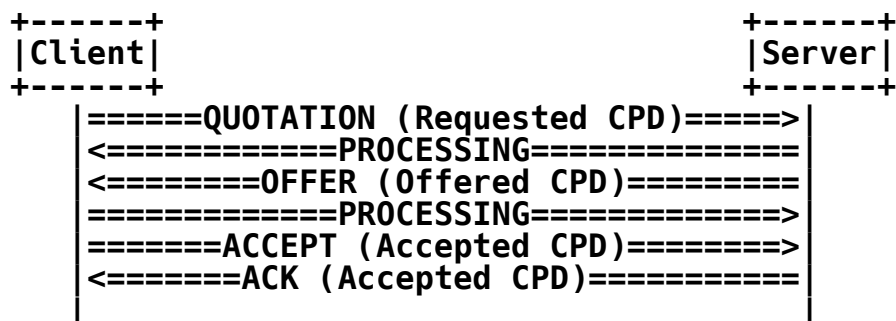 +------+ +------+
|Client| |Server|
+------+ +------+
|======QUOTATION (Requested CPD)=====>|
|<============PROCESSING==============|
|<========OFFER (Offered CPD)=========|
|=============PROCESSING=============>|
|=======ACCEPT (Accepted CPD)========>|
|<=======ACK (Accepted CPD)===========|
| |